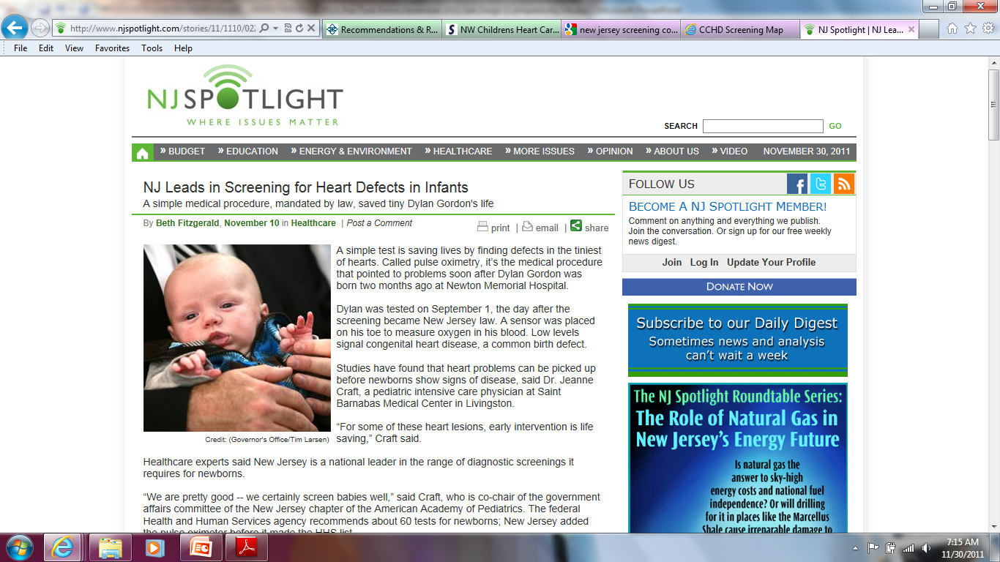 Microsoft PowerPoint
http://www.njspotlight.com/stories/11/1110/02
Recommendations & R...
NW Childrens Heart Car...
new jersey screening co...
CCHD Screening Map
NJ Spotlight | NJ Lea...
File Edit View Favorites Tools Help
NJ SPOTLIGHT
WHERE ISSUES MATTER
SEARCH GO
» BUDGET » EDUCATION » ENERGY & ENVIRONMENT » HEALTHCARE » MORE ISSUES » OPINION » ABOUT US » VIDEO NOVEMBER 30, 2011
NJ Leads in Screening for Heart Defects in Infants
A simple medical procedure, mandated by law, saved tiny Dylan Gordon's life
By Beth Fitzgerald, November 10 in Healthcare | Post a Comment
print | email | share
A simple test is saving lives by finding defects in the tiniest
of hearts. Called pulse oximetry, it's the medical procedure
that pointed to problems soon after Dylan Gordon was
born two months ago at Newton Memorial Hospital.
Dylan was tested on September 1, the day after the
screening became New Jersey law. A sensor was placed
on his toe to measure oxygen in his blood. Low levels
signal congenital heart disease, a common birth defect.
Studies have found that heart problems can be picked up
before newborns show signs of disease, said Dr. Jeanne
Craft, a pediatric intensive care physician at Saint
Barnabas Medical Center in Livingston.
“For some of these heart lesions, early intervention is life
saving,” Craft said.
Credit: (Governor's Office/Tim Larsen)
Healthcare experts said New Jersey is a national leader in the range of diagnostic screenings it
requires for newborns.
“We are pretty good -- we certainly screen babies well,” said Craft, who is co-chair of the government
affairs committee of the New Jersey chapter of the American Academy of Pediatrics. The federal
Health and Human Services agency recommends about 60 tests for newborns; New Jersey added
the pulse oximeter before it made the HHS list.
FOLLOW US
BECOME A NJ SPOTLIGHT MEMBER!
Comment on anything and everything we publish.
Join the conversation. Or sign up for our free weekly
news digest.
Join Log In Update Your Profile
DONATE NOW
Subscribe to our Daily Digest
Sometimes news and analysis
can't wait a week
The NJ Spotlight Roundtable Series:
The Role of Natural Gas in
New Jersey's Energy Future
Is natural gas the
answer to sky-high
energy costs and national fuel
independence? Or will drilling
for it in places like the Marcellus
Shale cause irreparable damage to
7:15 AM
11/30/2011